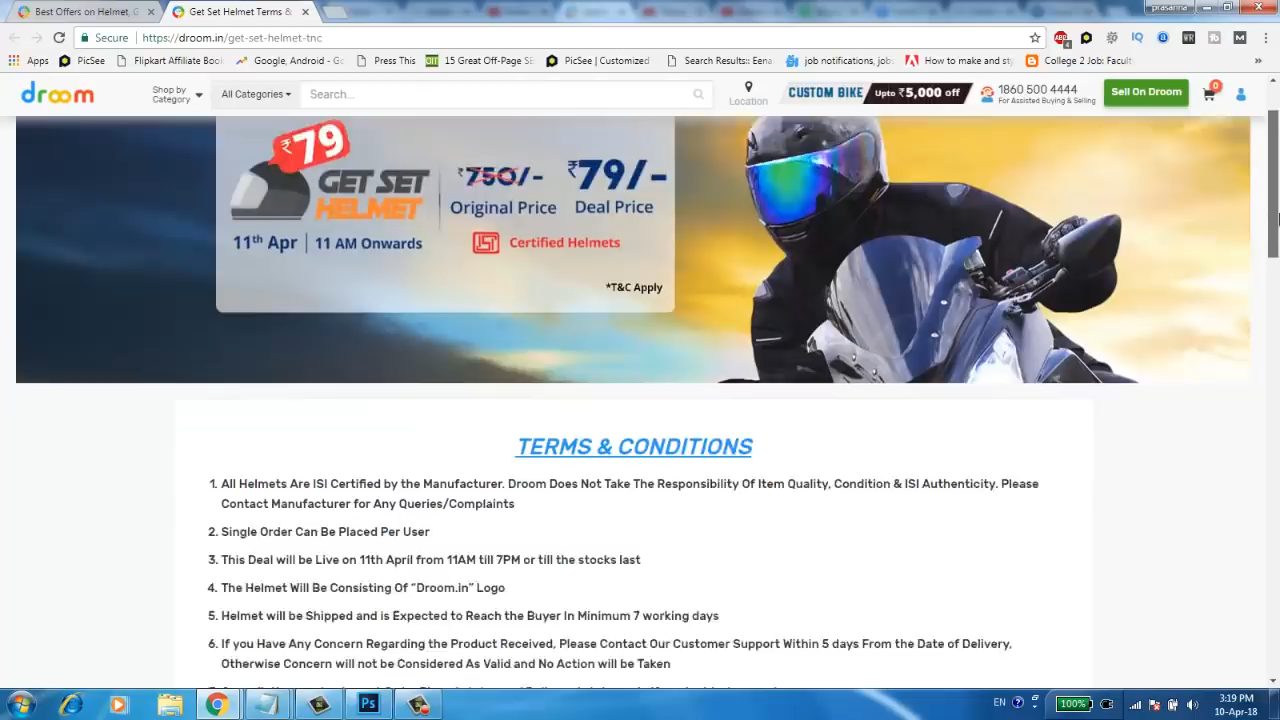 Best Offers on Helmet, G
Get Set Helmet Terms &
prasanna
Secure
https://droom.in/get-set-helmet-tnc
4
Apps
PicSee
Flipkart Affiliate Book
Google, Android G
Press This
15 Great Off-Page SE
PicSee | Customized
Search Results:: Eena
job notifications, jobs
How to make and sty
College 2 Job: Facult
»
droom
Shop by
Category
All Categories
Search...
Location
CUSTOM BIKE
Upto ₹5,000 off
1860 500 4444
For Assisted Buying & Selling
Sell On Droom
0
₹79
GET SET
HELMET
₹750/-
Original Price
₹79/-
Deal Price
11th Apr | 11 AM Onwards
ISI
Certified Helmets
*T&C Apply
TERMS & CONDITIONS
1. All Helmets Are ISI Certified by the Manufacturer. Droom Does Not Take The Responsibility Of Item Quality, Condition & ISI Authenticity. Please
Contact Manufacturer for Any Queries/Complaints
2. Single Order Can Be Placed Per User
3. This Deal will be Live on 11th April from 11AM till 7PM or till the stocks last
4. The Helmet Will Be Consisting Of “Droom.in” Logo
5. Helmet will be Shipped and is Expected to Reach the Buyer In Minimum 7 working days
6. If you Have Any Concern Regarding the Product Received, Please Contact Our Customer Support Within 5 days From the Date of Delivery,
Otherwise Concern will not be Considered As Valid and No Action will be Taken
Ps
EN
100%
3:19 PM
10-Apr-18